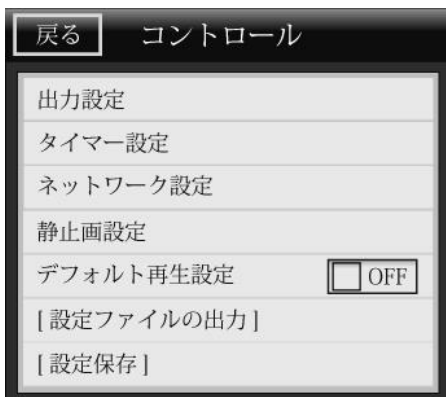 戻る コントロール
出力設定
タイマー設定
ネットワーク設定
静止画設定
デフォルト再生設定 OFF
[ 設定ファイルの出力 ]
[ 設定保存 ]